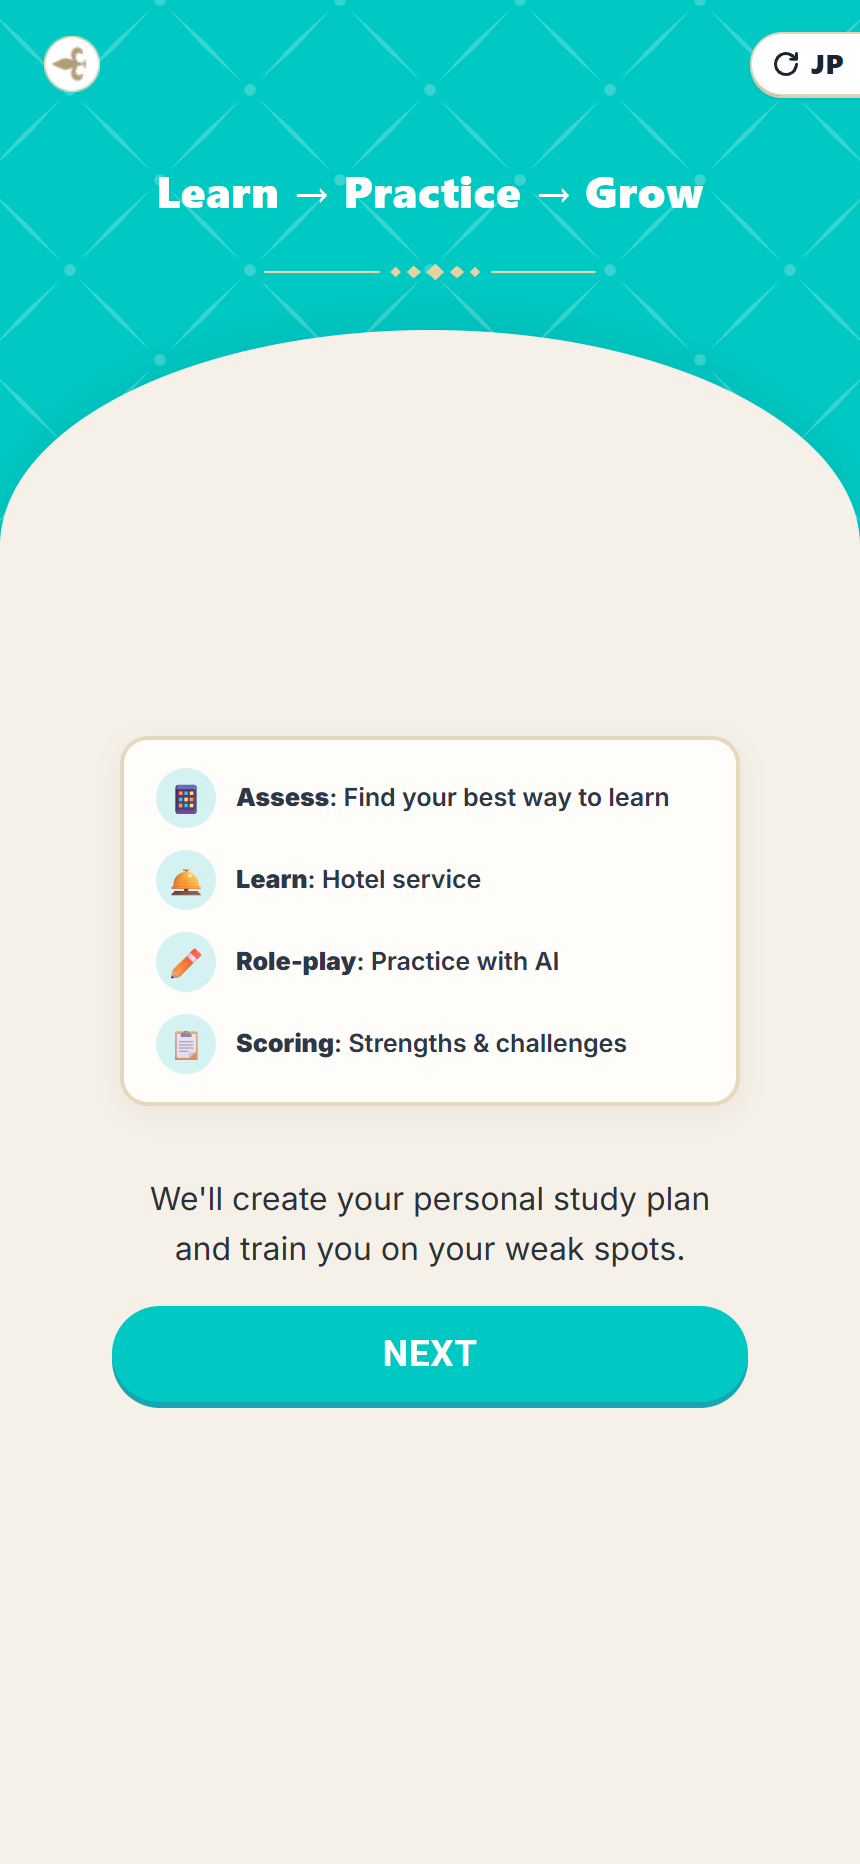 JP
Learn → Practice → Grow
Assess: Find your best way to learn
Learn: Hotel service
Role-play: Practice with AI
Scoring: Strengths & challenges
We'll create your personal study plan
and train you on your weak spots.
NEXT